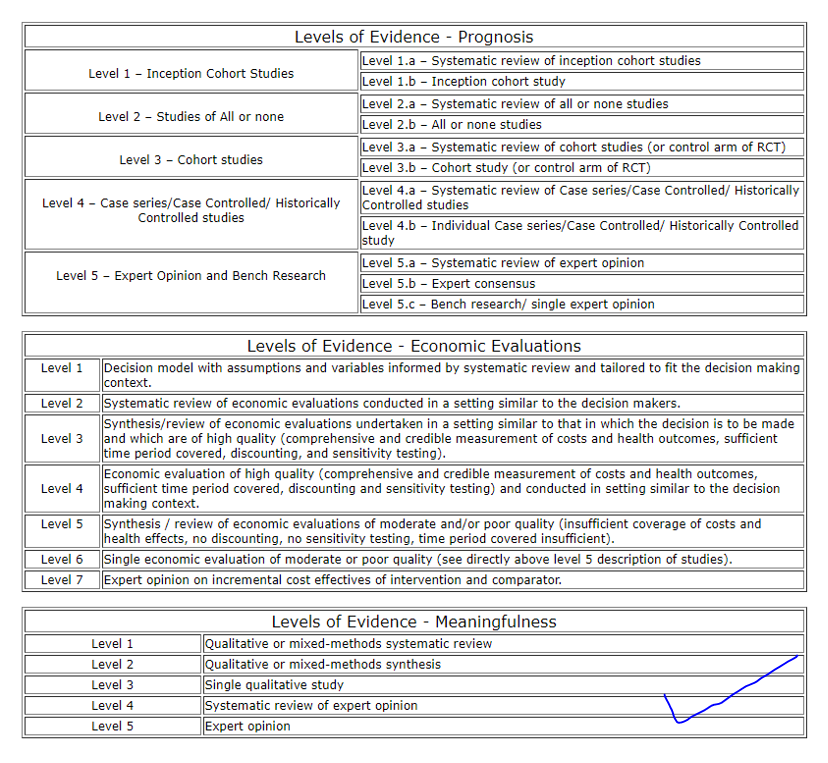 Levels of Evidence - Prognosis
Level 1 – Inception Cohort Studies
Level 1.a – Systematic review of inception cohort studies
Level 1.b – Inception cohort study
Level 2 – Studies of All or none
Level 2.a – Systematic review of all or none studies
Level 2.b – All or none studies
Level 3 – Cohort studies
Level 3.a – Systematic review of cohort studies (or control arm of RCT)
Level 3.b – Cohort study (or control arm of RCT)
Level 4 – Case series/Case Controlled/ Historically
Controlled studies
Level 4.a – Systematic review of Case series/Case Controlled/ Historically
Controlled studies
Level 4.b – Individual Case series/Case Controlled/ Historically Controlled
study
Level 5 – Expert Opinion and Bench Research
Level 5.a – Systematic review of expert opinion
Level 5.b – Expert consensus
Level 5.c – Bench research/ single expert opinion
Levels of Evidence - Economic Evaluations
Level 1
Decision model with assumptions and variables informed by systematic review and tailored to fit the decision making
context.
Level 2
Systematic review of economic evaluations conducted in a setting similar to the decision makers.
Level 3
Synthesis/review of economic evaluations undertaken in a setting similar to that in which the decision is to be made
and which are of high quality (comprehensive and credible measurement of costs and health outcomes, sufficient
time period covered, discounting, and sensitivity testing).
Level 4
Economic evaluation of high quality (comprehensive and credible measurement of costs and health outcomes,
sufficient time period covered, discounting and sensitivity testing) and conducted in setting similar to the decision
making context.
Level 5
Synthesis / review of economic evaluations of moderate and/or poor quality (insufficient coverage of costs and
health effects, no discounting, no sensitivity testing, time period covered insufficient).
Level 6
Single economic evaluation of moderate or poor quality (see directly above level 5 description of studies).
Level 7
Expert opinion on incremental cost effectives of intervention and comparator.
Levels of Evidence - Meaningfulness
Level 1
Qualitative or mixed-methods systematic review
Level 2
Qualitative or mixed-methods synthesis
Level 3
Single qualitative study
Level 4
Systematic review of expert opinion
Level 5
Expert opinion